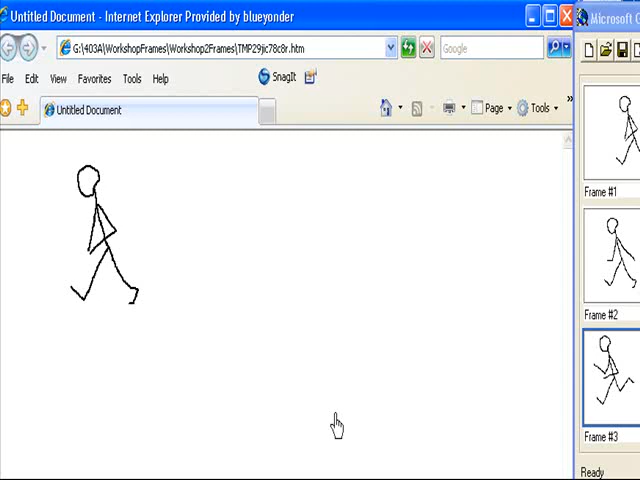 Untitled Document - Internet Explorer Provided by blueyonder
Microsoft G
G:\403A\WorkshopFrames\Workshop2Frames\TMP29jic78c8r.htm
Google
File Edit View Favorites Tools Help
SnagIt
Untitled Document
Page
Tools
»
Frame #1
Frame #2
Frame #3
Ready